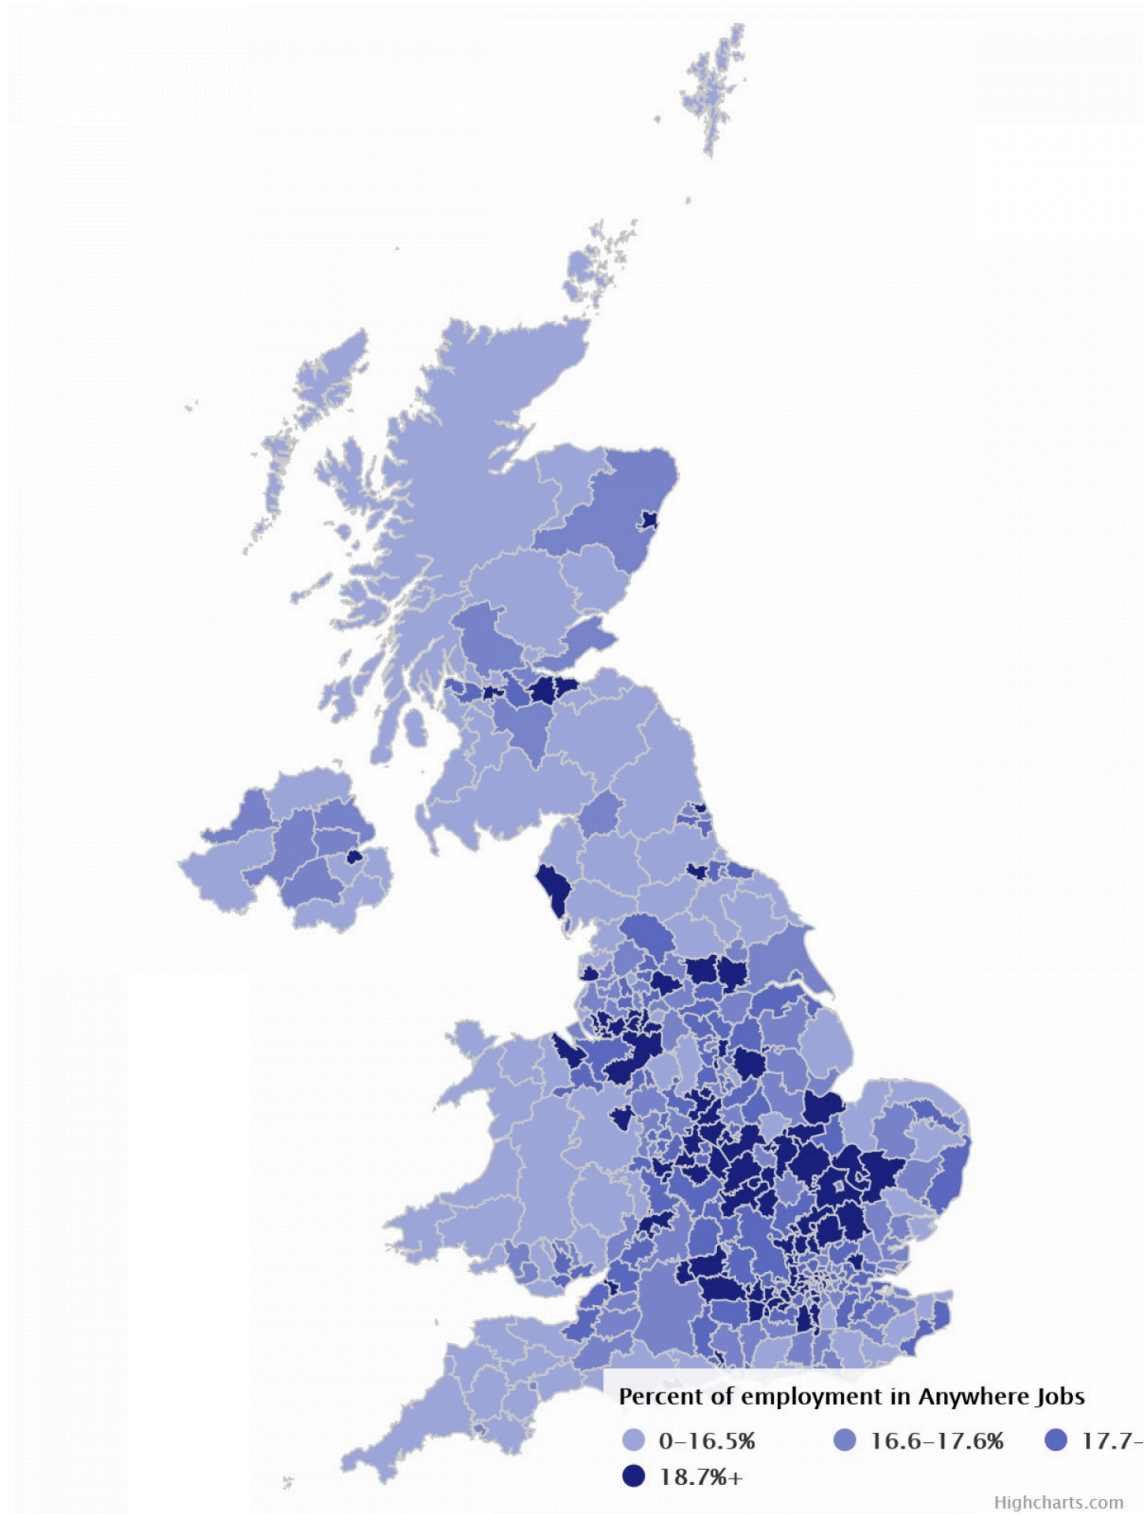 Percent of employment in Anywhere Jobs
0–16.5% 16.6–17.6% 17.7–
18.7%+
Highcharts.com